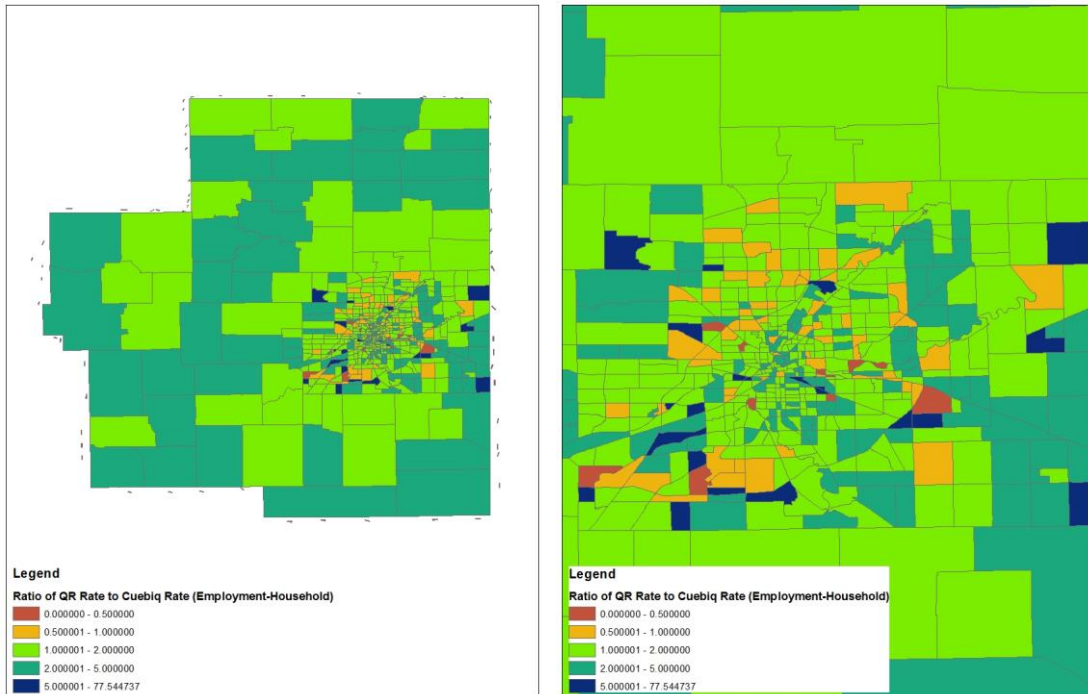 Legend
Ratio of QR Rate to Cuebiq Rate (Employment-Household)
0.000000 - 0.500000
0.500001 - 1.000000
1.000001 - 2.000000
2.000001 - 5.000000
5.000001 - 77.544737
Legend
Ratio of QR Rate to Cuebiq Rate (Employment-Household)
0.000000 - 0.500000
0.500001 - 1.000000
1.000001 - 2.000000
2.000001 - 5.000000
5.000001 - 77.544737